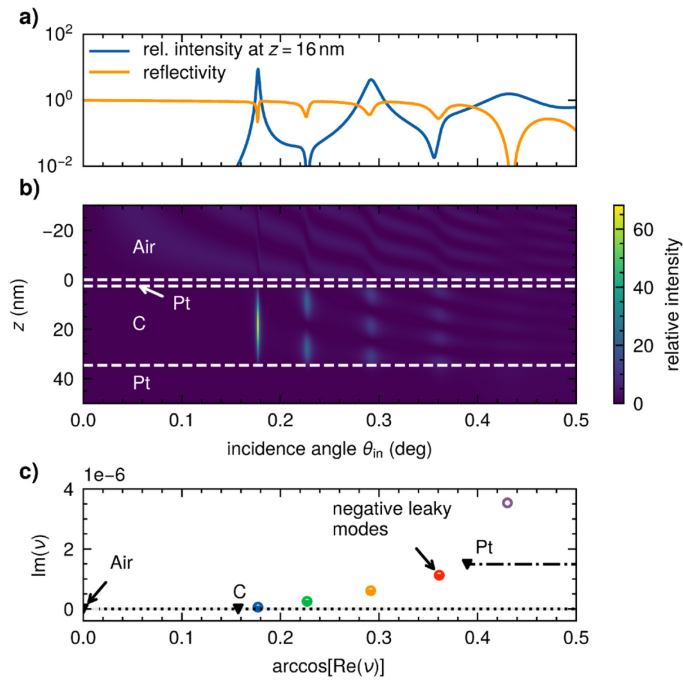 a)
rel. intensity at z = 16 nm
reflectivity
10²
10⁰
10⁻²
b)
Air
Pt
C
Pt
−20
0
20
40
z (nm)
0.0 0.1 0.2 0.3 0.4 0.5
incidence angle θin (deg)
60
40
20
0
relative intensity
c)
1e-6
4
2
0
Im(ν)
Air
C
negative leaky
modes
Pt
0.0 0.1 0.2 0.3 0.4 0.5
arccos[Re(ν)]